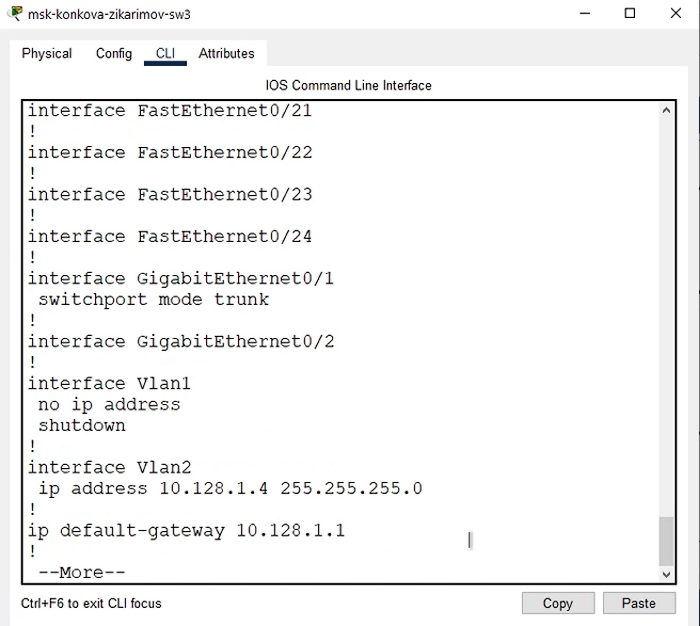 msk-konkova-zikarimov-sw3
Physical Config CLI Attributes
IOS Command Line Interface
interface FastEthernet0/21
!
interface FastEthernet0/22
!
interface FastEthernet0/23
!
interface FastEthernet0/24
!
interface GigabitEthernet0/1
 switchport mode trunk
!
interface GigabitEthernet0/2
!
interface Vlan1
 no ip address
 shutdown
!
interface Vlan2
 ip address 10.128.1.4 255.255.255.0
!
ip default-gateway 10.128.1.1
!
 --More--
Ctrl+F6 to exit CLI focus
Copy Paste